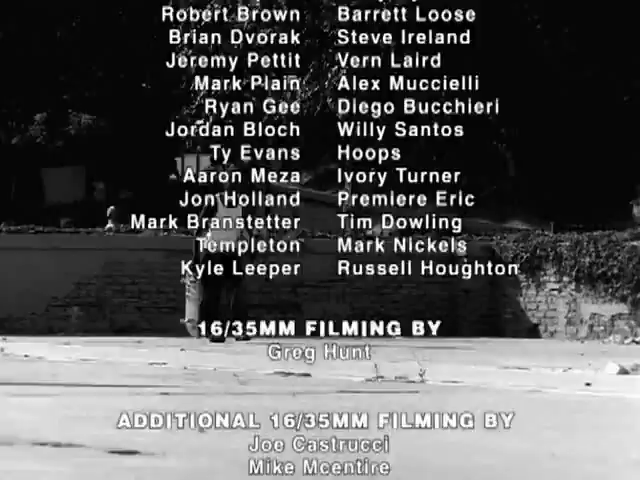 Robert Brown Barrett Loose
Brian Dvorak Steve Ireland
Jeremy Pettit Vern Laird
Mark Plain Alex Muccielli
Ryan Gee Diego Bucchieri
Jordan Bloch Willy Santos
Ty Evans Hoops
Aaron Meza Ivory Turner
Jon Holland Premiere Eric
Mark Branstetter Tim Dowling
Templeton Mark Nickels
Kyle Leeper Russell Houghton
16/35MM FILMING BY
Greg Hunt
ADDITIONAL 16/35MM FILMING BY
Joe Castrucci
Mike Mcentire